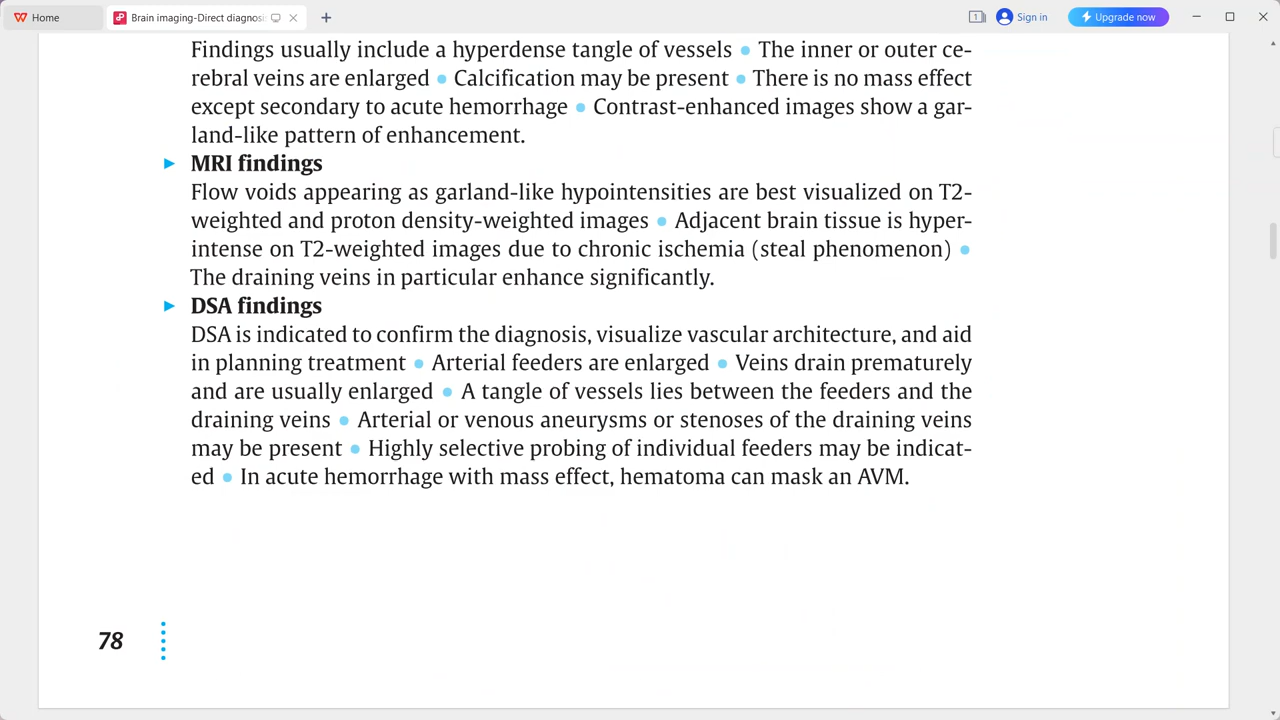 Home
Brain imaging-Direct diagnosi
1
Sign in
Upgrade now
Findings usually include a hyperdense tangle of vessels • The inner or outer ce-
rebral veins are enlarged • Calcification may be present • There is no mass effect
except secondary to acute hemorrhage • Contrast-enhanced images show a gar-
land-like pattern of enhancement.
► MRI findings
Flow voids appearing as garland-like hypointensities are best visualized on T2-
weighted and proton density-weighted images • Adjacent brain tissue is hyper-
intense on T2-weighted images due to chronic ischemia (steal phenomenon) •
The draining veins in particular enhance significantly.
► DSA findings
DSA is indicated to confirm the diagnosis, visualize vascular architecture, and aid
in planning treatment • Arterial feeders are enlarged • Veins drain prematurely
and are usually enlarged • A tangle of vessels lies between the feeders and the
draining veins • Arterial or venous aneurysms or stenoses of the draining veins
may be present • Highly selective probing of individual feeders may be indicat-
ed • In acute hemorrhage with mass effect, hematoma can mask an AVM.
78